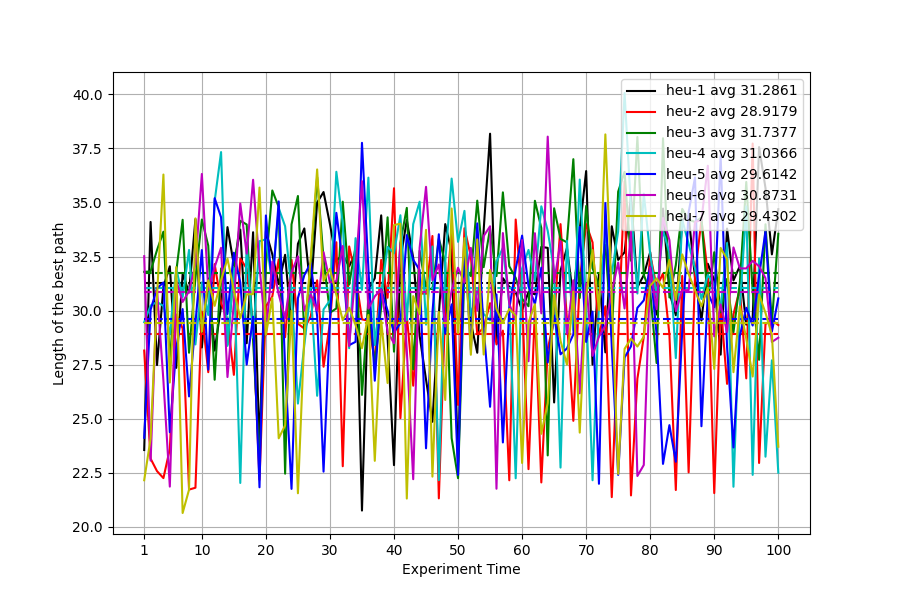 40.0
37.5
35.0
32.5
30.0
27.5
25.0
22.5
20.0
Length of the best path
heu-1 avg 31.2861
heu-2 avg 28.9179
heu-3 avg 31.7377
heu-4 avg 31.0366
heu-5 avg 29.6142
heu-6 avg 30.8731
heu-7 avg 29.4302
1 10 20 30 40 50 60 70 80 90 100
Experiment Time